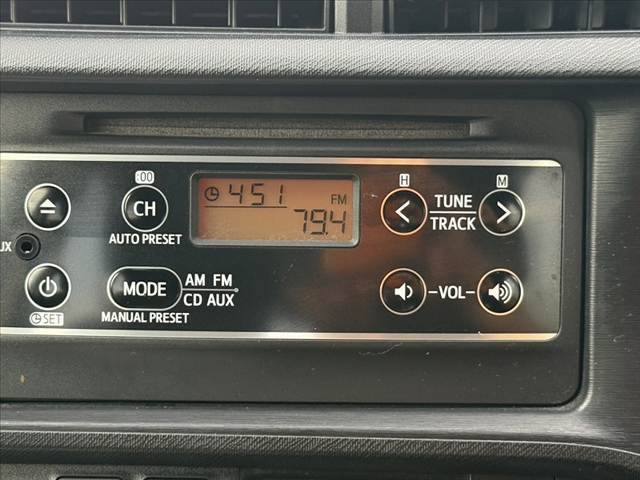 :00
H
M
4 51
FM
CH
79.4
TUNE
TRACK
AUTO PRESET
UX
MODE
AM FM
CD AUX
VOL
SET
MANUAL PRESET